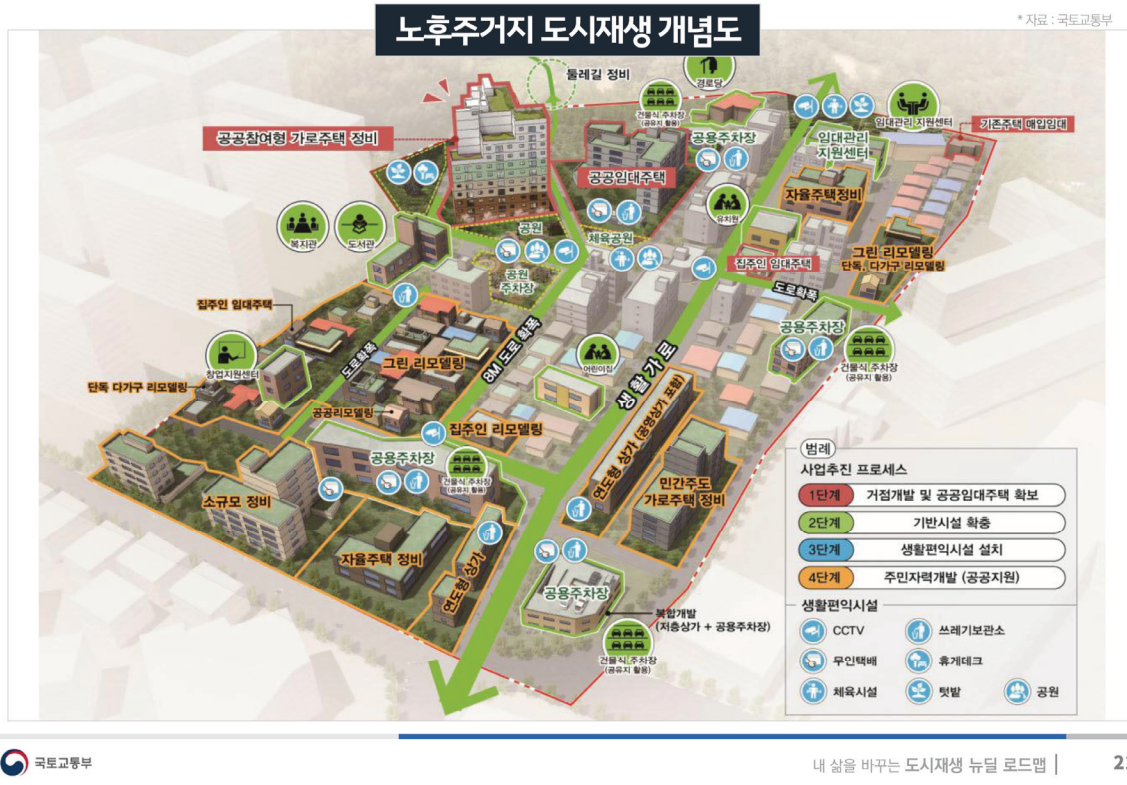 노후주거지 도시재생 개념도
* 자료 : 국토교통부
둘레길 정비
경로당
건물식 주차장
(공유지 활용)
임대관리 지원센터
기존주택 매입임대
공공참여형 가로주택 정비
공용주차장
임대관리
지원센터
공공임대주택
자율주택정비
유치원
복지관
도서관
공원
체육공원
그린 리모델링
단독, 다가구 리모델링
집주인 임대주택
공원
주차장
도로확폭
집주인 임대주택
공용주차장
8M 도로 확폭
창업지원센터
도로확폭
그린 리모델링
어린이집
생활가로
건물식 주차장
(공유지 활용)
단독 다가구 리모델링
공공리모델링
집주인 리모델링
연도형 상가 (공영상가 포함)
공용주차장
건물식 주차장
(공유지 활용)
민간주도
가로주택 정비
소규모 정비
자율주택 정비
연도형 상가
공용주차장
복합개발
(저층상가 + 공용주차장)
건물식 주차장
(공유지 활용)
범례
사업추진 프로세스
1단계 거점개발 및 공공임대주택 확보
2단계 기반시설 확충
3단계 생활편익시설 설치
4단계 주민자력개발 (공공지원)
생활편익시설
CCTV 쓰레기보관소
무인택배 휴게데크
체육시설 텃밭 공원
국토교통부
내 삶을 바꾸는 도시재생 뉴딜 로드맵